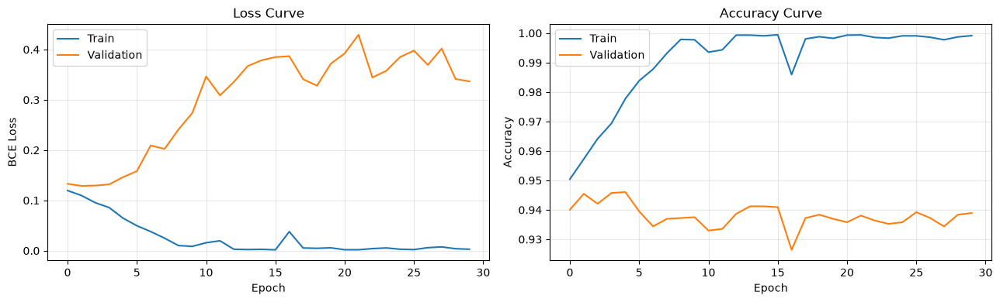 Loss Curve
Train
Validation
0.4
0.3
0.2
0.1
0.0
BCE Loss
0 5 10 15 20 25 30
Epoch
Accuracy Curve
Train
Validation
1.00
0.99
0.98
0.97
0.96
0.95
0.94
0.93
Accuracy
0 5 10 15 20 25 30
Epoch